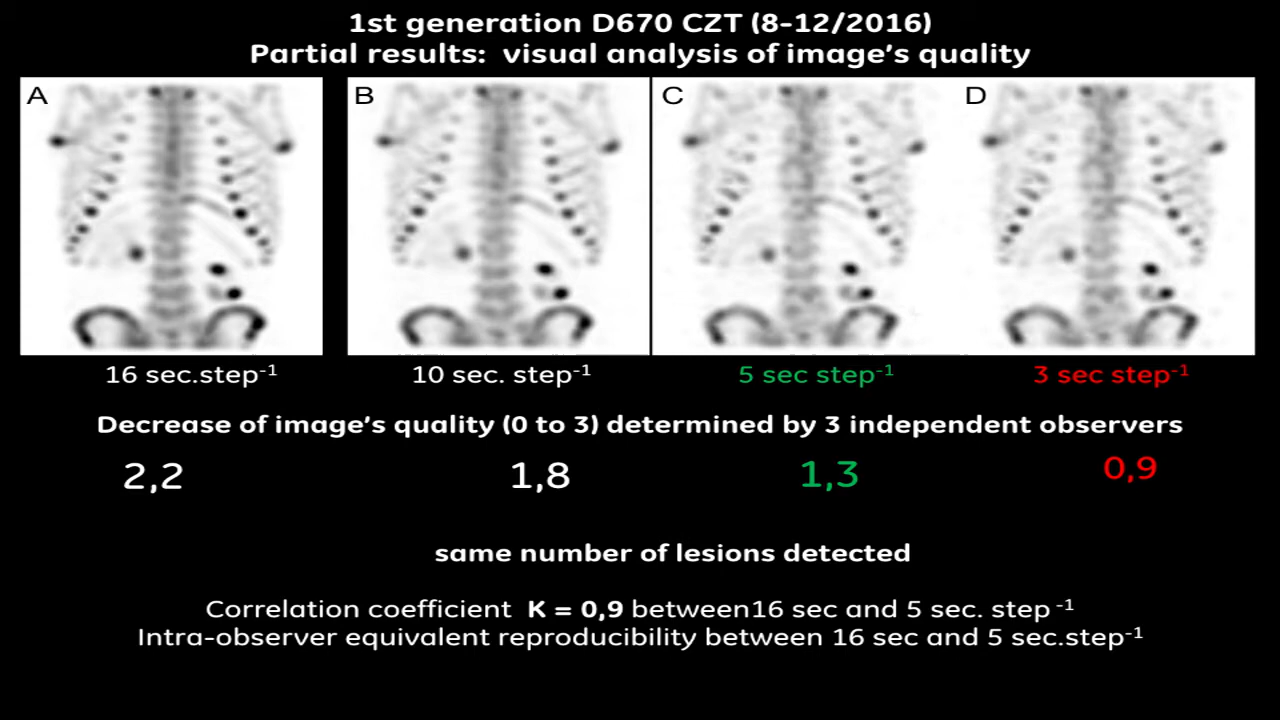 1st generation D670 CZT (8-12/2016)
Partial results: visual analysis of image's quality
A B C D
16 sec.step-1 10 sec. step-1 5 sec step-1 3 sec step-1
Decrease of image's quality (0 to 3) determined by 3 independent observers
2,2 1,8 1,3 0,9
same number of lesions detected
Correlation coefficient K = 0,9 between16 sec and 5 sec. step -1
Intra-observer equivalent reproducibility between 16 sec and 5 sec.step-1